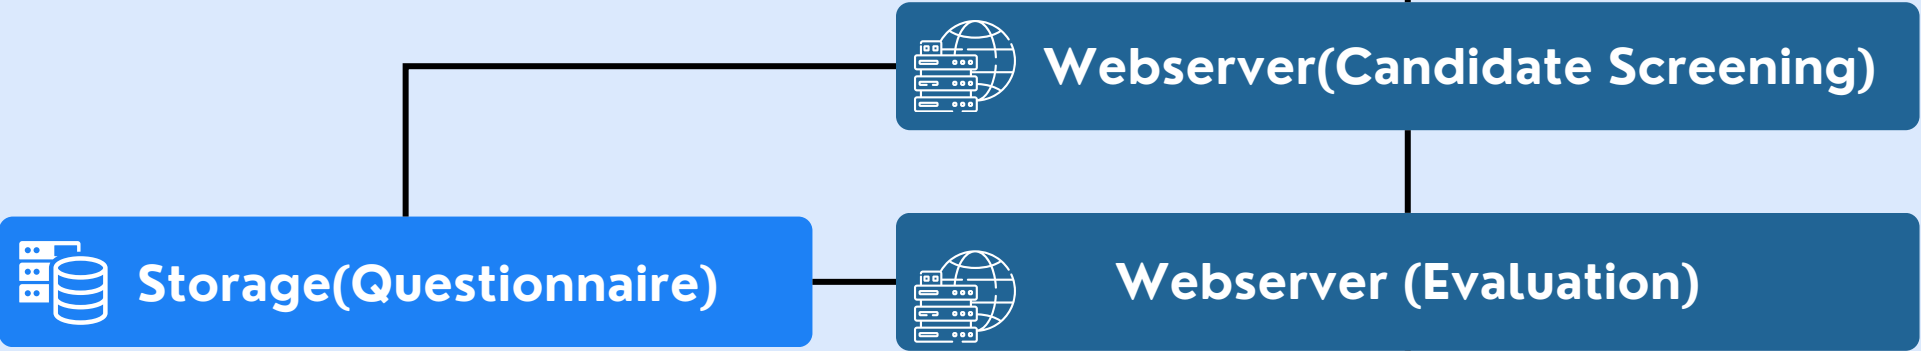 Webserver(Candidate Screening)
Storage(Questionnaire)
Webserver (Evaluation)